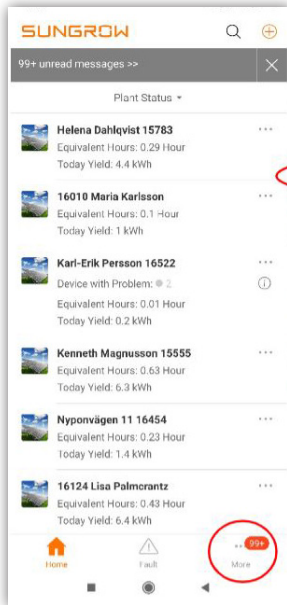 SUNGROW
99+ unread messages >>
Plant Status
Helena Dahlqvist 15783
Equivalent Hours: 0.29 Hour
Today Yield: 4.4 kWh
16010 Maria Karlsson
Equivalent Hours: 0.1 Hour
Today Yield: 1 kWh
Karl-Erik Persson 16522
Device with Problem: 2
Equivalent Hours: 0.01 Hour
Today Yield: 0.2 kWh
Kenneth Magnusson 15555
Equivalent Hours: 0.63 Hour
Today Yield: 6.3 kWh
Nyponvägen 11 16454
Equivalent Hours: 0.23 Hour
Today Yield: 1.4 kWh
16124 Lisa Palmcrantz
Equivalent Hours: 0.43 Hour
Today Yield: 6.4 kWh
99+
Home Fault More